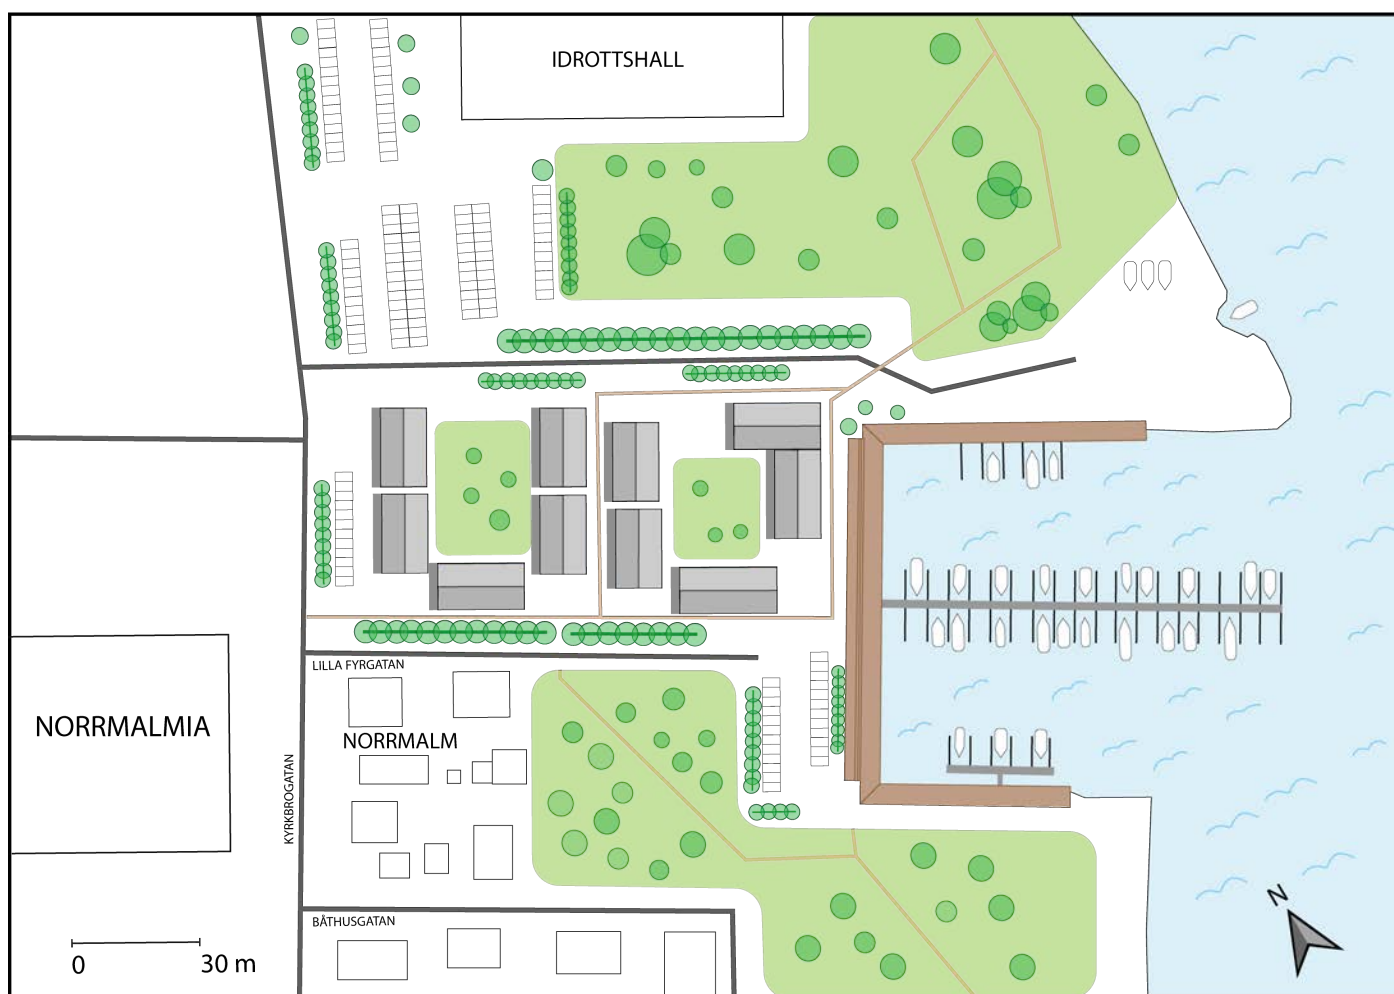 IDROTTSHALL
LILLA FYRGATAN
NORRMALMIA
NORRMALM
KYRKBROGATAN
BÅTHUSGATAN
N
0 30 m